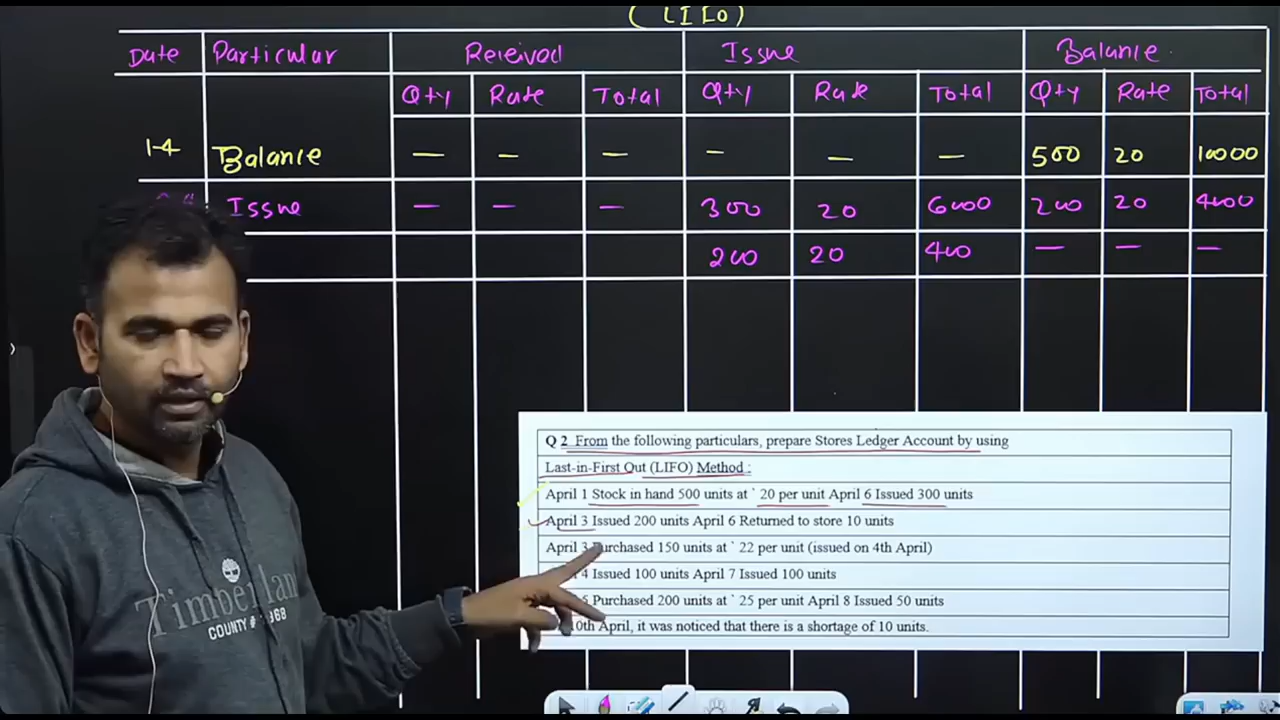 (LIFO)
Date Particular Received Issue Balance
Qty Rate Total Qty Rate Total Qty Rate Total
1-4 Balance — — — — — — 500 20 10000
Issue — — — 300 20 6000 200 20 4000
200 20 400 — — —
Q 2 From the following particulars, prepare Stores Ledger Account by using
Last-in-First Out (LIFO) Method :
April 1 Stock in hand 500 units at ` 20 per unit April 6 Issued 300 units
April 3 Issued 200 units April 6 Returned to store 10 units
April 3 Purchased 150 units at ` 22 per unit (issued on 4th April)
4 Issued 100 units April 7 Issued 100 units
Purchased 200 units at ` 25 per unit April 8 Issued 50 units
10th April, it was noticed that there is a shortage of 10 units.
Timberlan
COUNTY # 1868